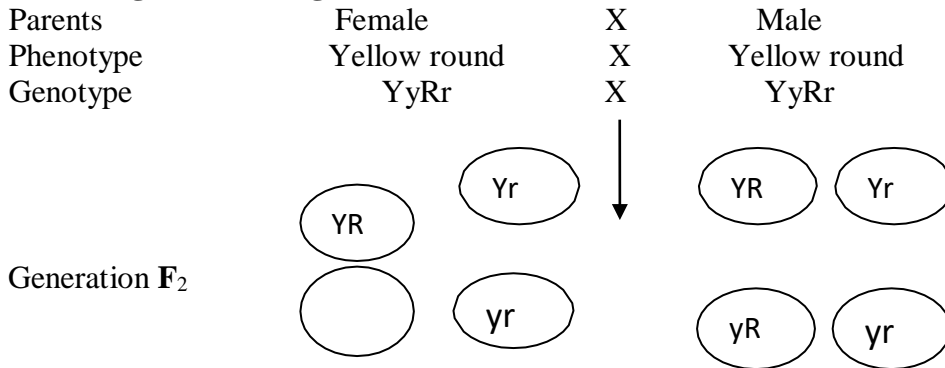 Parents Female X Male
Phenotype Yellow round X Yellow round
Genotype YyRr X YyRr
Yr YR Yr
YR
Generation F₂
yr yR yr